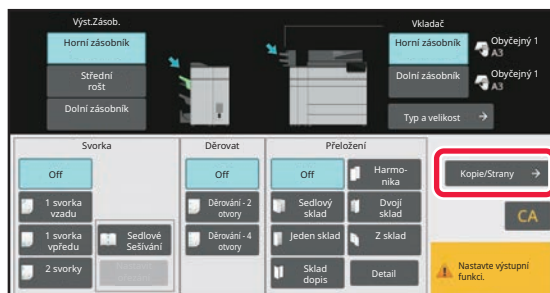 Výst.Zásob.
Horní zásobník
Střední
rošt
Dolní zásobník
Vkladač
Horní zásobník
Obyčejný 1
A3
Dolní zásobník
Obyčejný 1
A3
Typ a velikost
Svorka
Off
1 svorka
vzadu
1 svorka
vpředu
Sedlové
Sešívání
2 svorky
Děrovat
Off
Děrování - 2
otvory
Děrování - 4
otvory
Přeložení
Off
Harmo-
nika
Sedlový
sklad
Dvojí
sklad
Jeden sklad
Z sklad
Sklad
dopis
Detail
Kopie/Strany
CA
Nastavte výstupní
funkci.